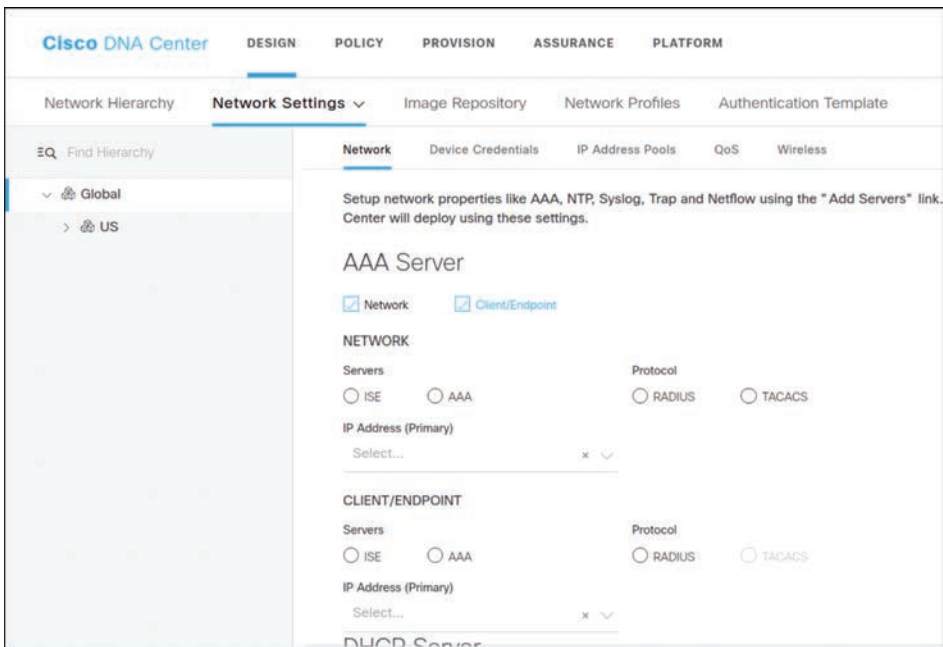 Cisco DNA Center DESIGN POLICY PROVISION ASSURANCE PLATFORM
Network Hierarchy Network Settings Image Repository Network Profiles Authentication Template
Find Hierarchy
Network Device Credentials IP Address Pools QoS Wireless
Global
US
Setup network properties like AAA, NTP, Syslog, Trap and Netflow using the "Add Servers" link.
Center will deploy using these settings.
AAA Server
Network Client/Endpoint
NETWORK
Servers Protocol
ISE AAA RADIUS TACACS
IP Address (Primary)
Select...
CLIENT/ENDPOINT
Servers Protocol
ISE AAA RADIUS TACACS
IP Address (Primary)
Select...
DHCP Server